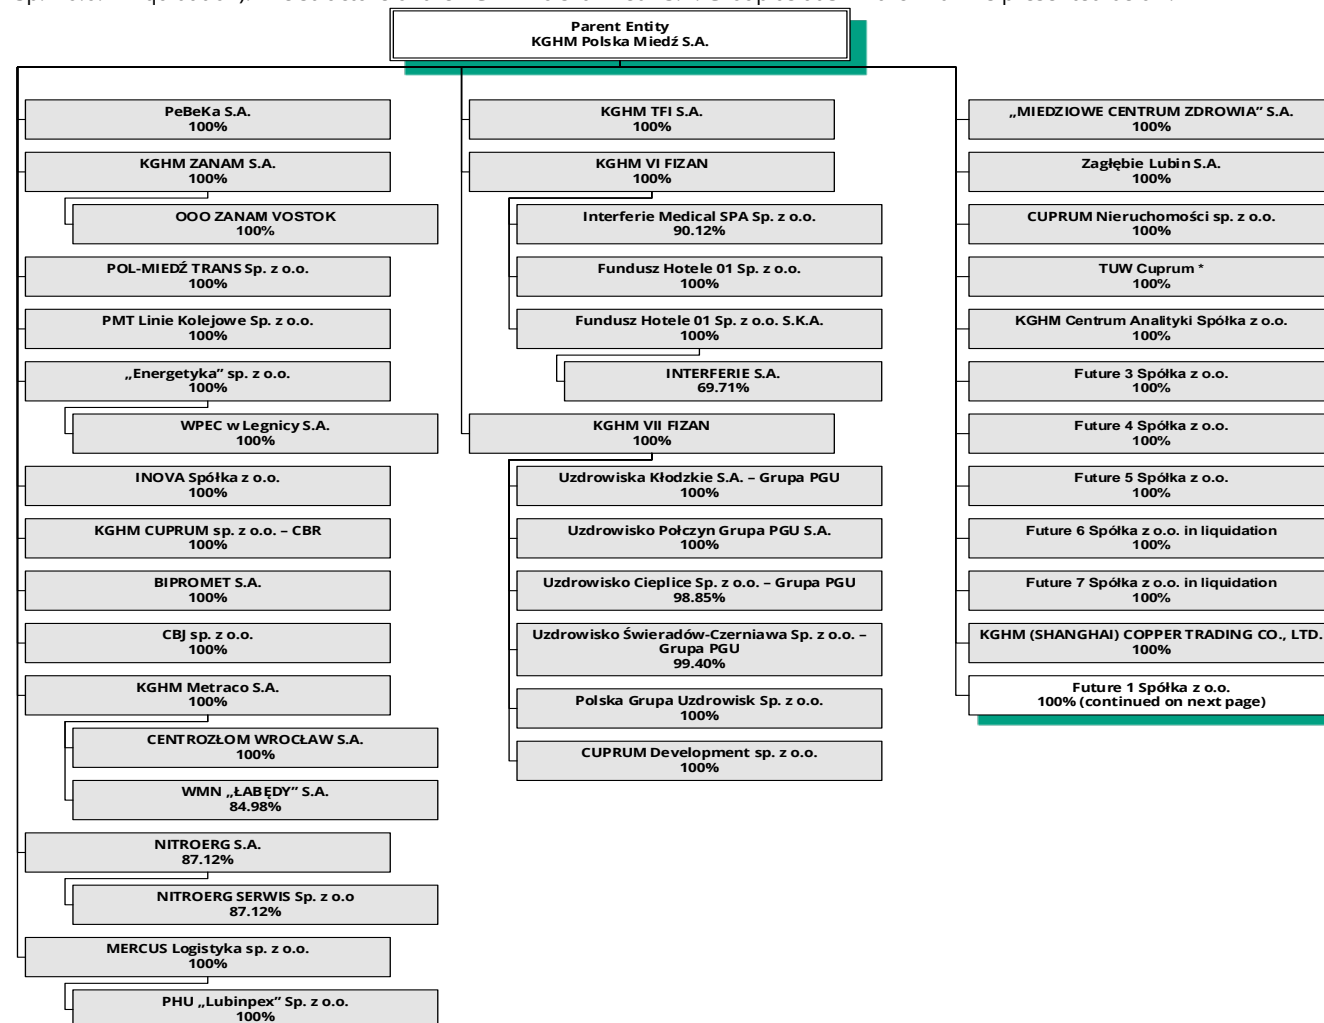 Parent Entity
KGHM Polska Miedź S.A.
PeBeKa S.A.
100%
KGHM ZANAM S.A.
100%
OOO ZANAM VOSTOK
100%
POL-MIEDŹ TRANS Sp. z o.o.
100%
PMT Linie Kolejowe Sp. z o.o.
100%
„Energetyka” sp. z o.o.
100%
WPEC w Legnicy S.A.
100%
INOVA Spółka z o.o.
100%
KGHM CUPRUM sp. z o.o. – CBR
100%
BIPROMET S.A.
100%
CBJ sp. z o.o.
100%
KGHM Metraco S.A.
100%
CENTROZŁOM WROCŁAW S.A.
100%
WMN „ŁABĘDY” S.A.
84.98%
NITROERG S.A.
87.12%
NITROERG SERWIS Sp. z o.o
87.12%
MERCUS Logistyka sp. z o.o.
100%
PHU „Lubinpex” Sp. z o.o.
100%
KGHM TFI S.A.
100%
KGHM VI FIZAN
100%
Interferie Medical SPA Sp. z o.o.
90.12%
Fundusz Hotele 01 Sp. z o.o.
100%
Fundusz Hotele 01 Sp. z o.o. S.K.A.
100%
INTERFERIE S.A.
69.71%
KGHM VII FIZAN
100%
Uzdrowiska Kłodzkie S.A. – Grupa PGU
100%
Uzdrowisko Połczyn Grupa PGU S.A.
100%
Uzdrowisko Cieplice Sp. z o.o. – Grupa PGU
98.85%
Uzdrowisko Świeradów-Czerniawa Sp. z o.o. –
Grupa PGU
99.40%
Polska Grupa Uzdrowisk Sp. z o.o.
100%
CUPRUM Development sp. z o.o.
100%
„MIEDZIOWE CENTRUM ZDROWIA” S.A.
100%
Zagłębie Lubin S.A.
100%
CUPRUM Nieruchomości sp. z o.o.
100%
TUW Cuprum *
100%
KGHM Centrum Analityki Spółka z o.o.
100%
Future 3 Spółka z o.o.
100%
Future 4 Spółka z o.o.
100%
Future 5 Spółka z o.o.
100%
Future 6 Spółka z o.o. in liquidation
100%
Future 7 Spółka z o.o. in liquidation
100%
KGHM (SHANGHAI) COPPER TRADING CO., LTD.
100%
Future 1 Spółka z o.o.
100% (continued on next page)